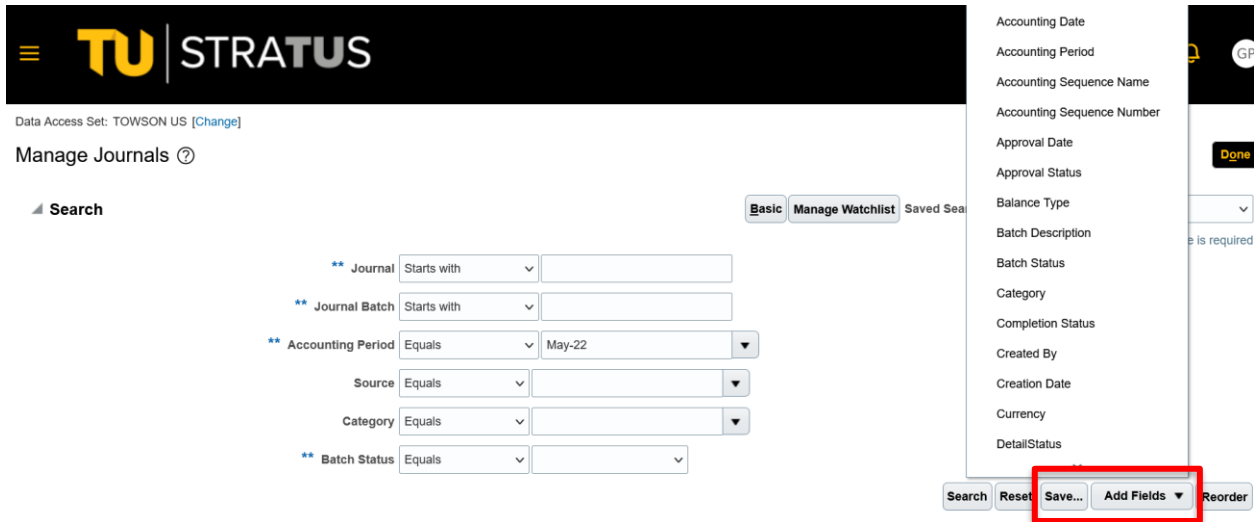 TU STRATUS
GP
Data Access Set: TOWSON US [Change]
Manage Journals
Done
Search
Basic Manage Watchlist Saved Sea
e is required
** Journal Starts with
** Journal Batch Starts with
** Accounting Period Equals May-22
Source Equals
Category Equals
** Batch Status Equals
Accounting Date
Accounting Period
Accounting Sequence Name
Accounting Sequence Number
Approval Date
Approval Status
Balance Type
Batch Description
Batch Status
Category
Completion Status
Created By
Creation Date
Currency
DetailStatus
Search Reset Save... Add Fields Reorder